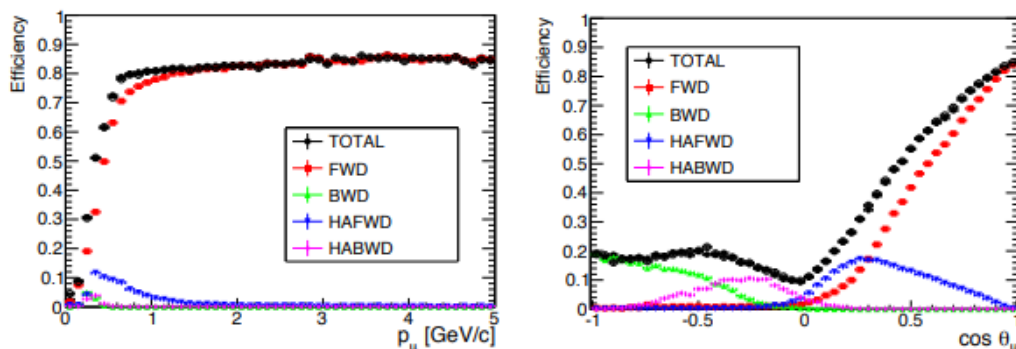 Efficiency
1
0.9
0.8
0.7
0.6
0.5
0.4
0.3
0.2
0.1
0
TOTAL
FWD
BWD
HAFWD
HABWD
0 1 2 3 4 5
p_μ [GeV/c]
Efficiency
1
0.9
0.8
0.7
0.6
0.5
0.4
0.3
0.2
0.1
0
TOTAL
FWD
BWD
HAFWD
HABWD
-1 -0.5 0 0.5 1
cos θ_μ